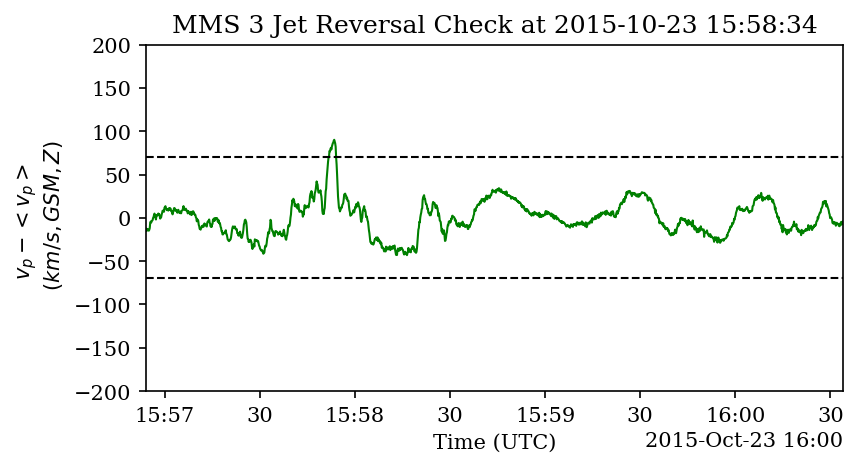 MMS 3 Jet Reversal Check at 2015-10-23 15:58:34
200
150
100
50
0
−50
−100
−150
−200
v_p − < v_p >
(km/s, GSM, Z)
15:57 30 15:58 30 15:59 30 16:00 30
Time (UTC)
2015-Oct-23 16:00